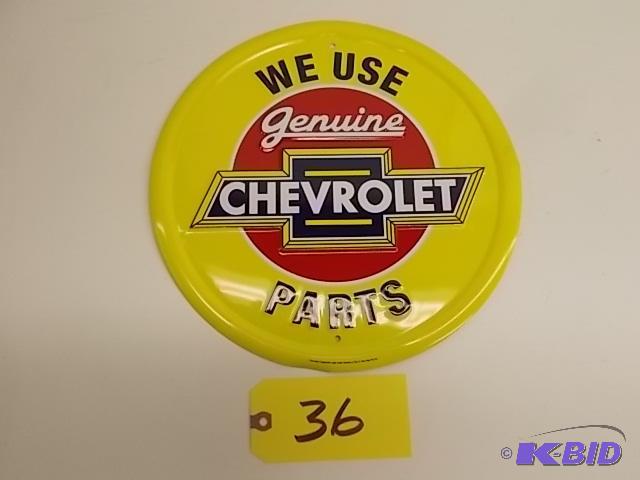 WE USE
Genuine
CHEVROLET
PARTS
36
© K-BID